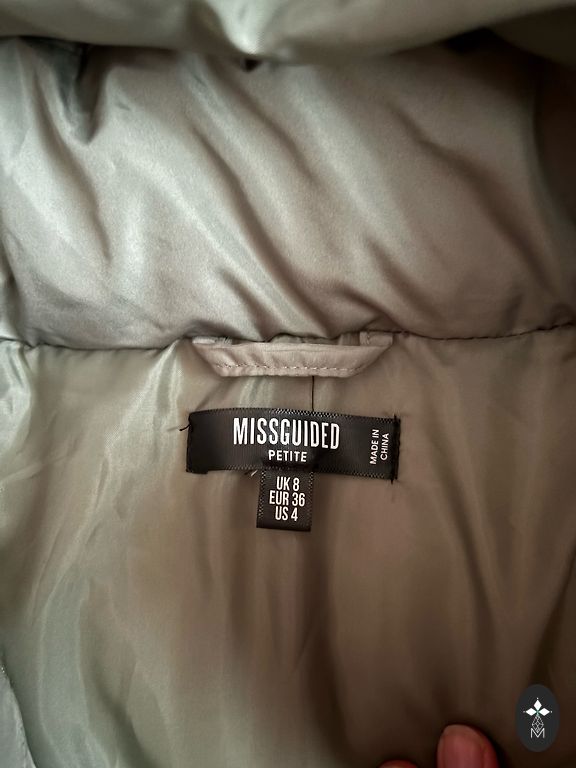 MISSGUIDED
PETITE
MADE IN
CHINA
UK 8
EUR 36
US 4
M